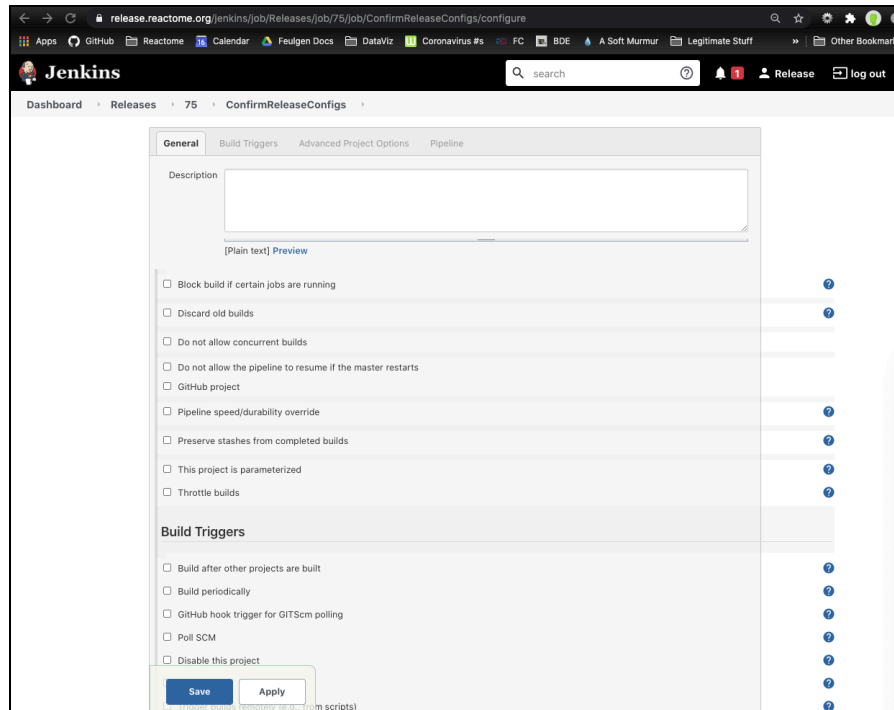 release.reactome.org/jenkins/job/Releases/job/75/job/ConfirmReleaseConfigs/configure
Apps GitHub Reactome 16 Calendar Feulgen Docs DataViz Coronavirus #s FC BDE A Soft Murmur Legitimate Stuff » Other Bookmar
Jenkins search 1 Release log out
Dashboard Releases 75 ConfirmReleaseConfigs
General Build Triggers Advanced Project Options Pipeline
Description
[Plain text] Preview
Block build if certain jobs are running
Discard old builds
Do not allow concurrent builds
Do not allow the pipeline to resume if the master restarts
GitHub project
Pipeline speed/durability override
Preserve stashes from completed builds
This project is parameterized
Throttle builds
Build Triggers
Build after other projects are built
Build periodically
GitHub hook trigger for GITScm polling
Poll SCM
Disable this project
Save Apply
Trigger builds remotely (e.g., from scripts)